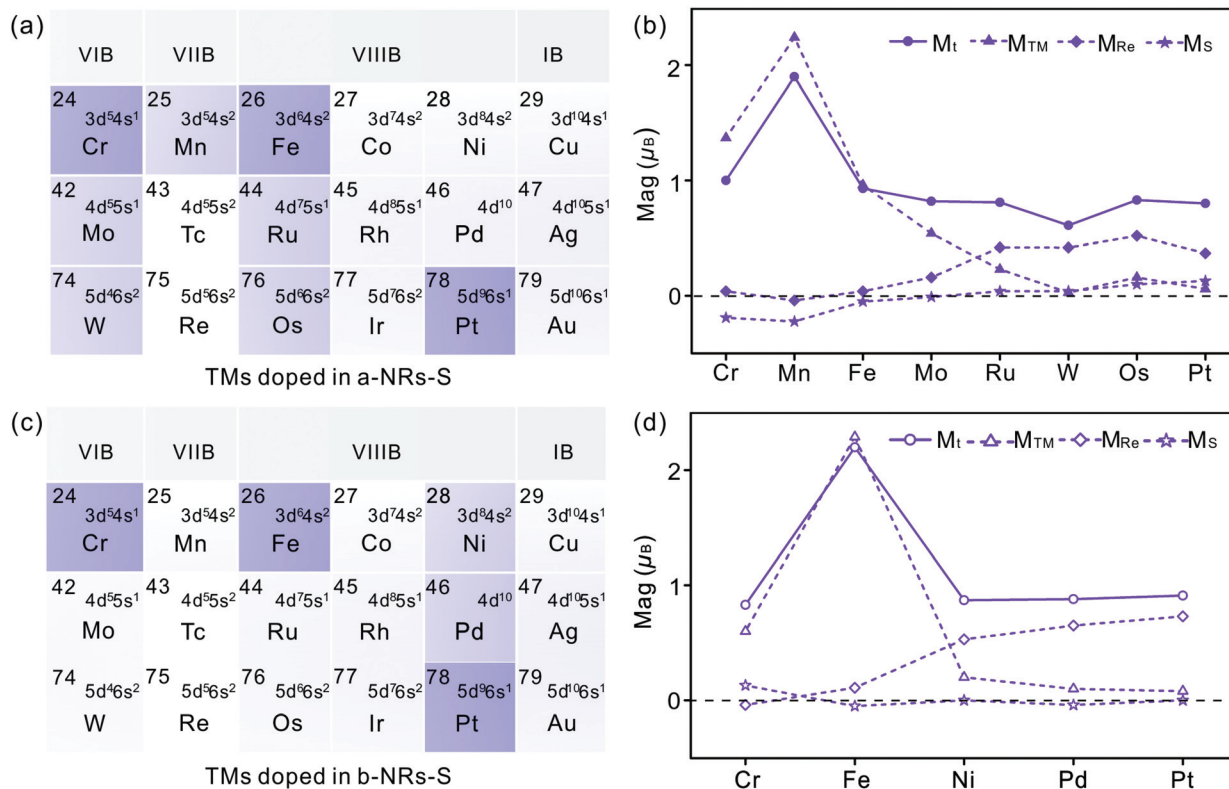 (a)
VIB VIIB VIIIB IB
24 25 26 27 28 29
3d⁵4s¹ 3d⁵4s² 3d⁶4s² 3d⁷4s² 3d⁸4s² 3d¹⁰4s¹
Cr Mn Fe Co Ni Cu
42 43 44 45 46 47
4d⁵5s¹ 4d⁵5s² 4d⁷5s¹ 4d⁸5s¹ 4d¹⁰ 4d¹⁰5s¹
Mo Tc Ru Rh Pd Ag
74 75 76 77 78 79
5d⁴6s² 5d⁵6s² 5d⁶6s² 5d⁷6s² 5d⁹6s¹ 5d¹⁰6s¹
W Re Os Ir Pt Au
TMs doped in a-NRs-S
(b)
Mₜ M_TM M_Re M_S
2
1
0
Mag (μ_B)
Cr Mn Fe Mo Ru W Os Pt
(c)
VIB VIIB VIIIB IB
24 25 26 27 28 29
3d⁵4s¹ 3d⁵4s² 3d⁶4s² 3d⁷4s² 3d⁸4s² 3d¹⁰4s¹
Cr Mn Fe Co Ni Cu
42 43 44 45 46 47
4d⁵5s¹ 4d⁵5s² 4d⁷5s¹ 4d⁸5s¹ 4d¹⁰ 4d¹⁰5s¹
Mo Tc Ru Rh Pd Ag
74 75 76 77 78 79
5d⁴6s² 5d⁵6s² 5d⁶6s² 5d⁷6s² 5d⁹6s¹ 5d¹⁰6s¹
W Re Os Ir Pt Au
TMs doped in b-NRs-S
(d)
Mₜ M_TM M_Re M_S
2
1
0
Mag (μ_B)
Cr Fe Ni Pd Pt